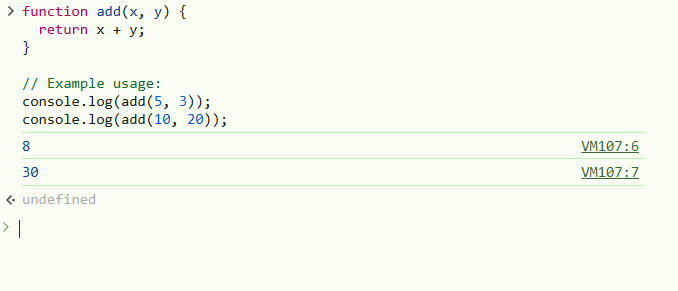 function add(x, y) {
  return x + y;
}
// Example usage:
console.log(add(5, 3));
console.log(add(10, 20));
8 VM107:6
30 VM107:7
undefined